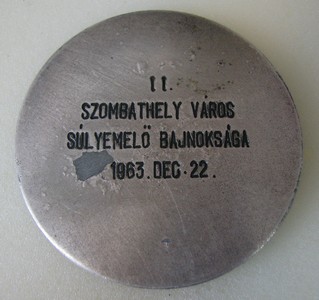 II.
SZOMBATHELY VÁROS
SÚLYEMELŐ BAJNOKSÁGA
1963. DEC. 22.